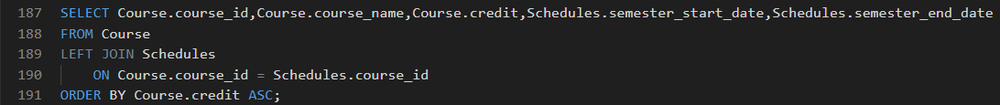 187 SELECT Course.course_id,Course.course_name,Course.credit,Schedules.semester_start_date,Schedules.semester_end_date
188 FROM Course
189 LEFT JOIN Schedules
190 ON Course.course_id = Schedules.course_id
191 ORDER BY Course.credit ASC;